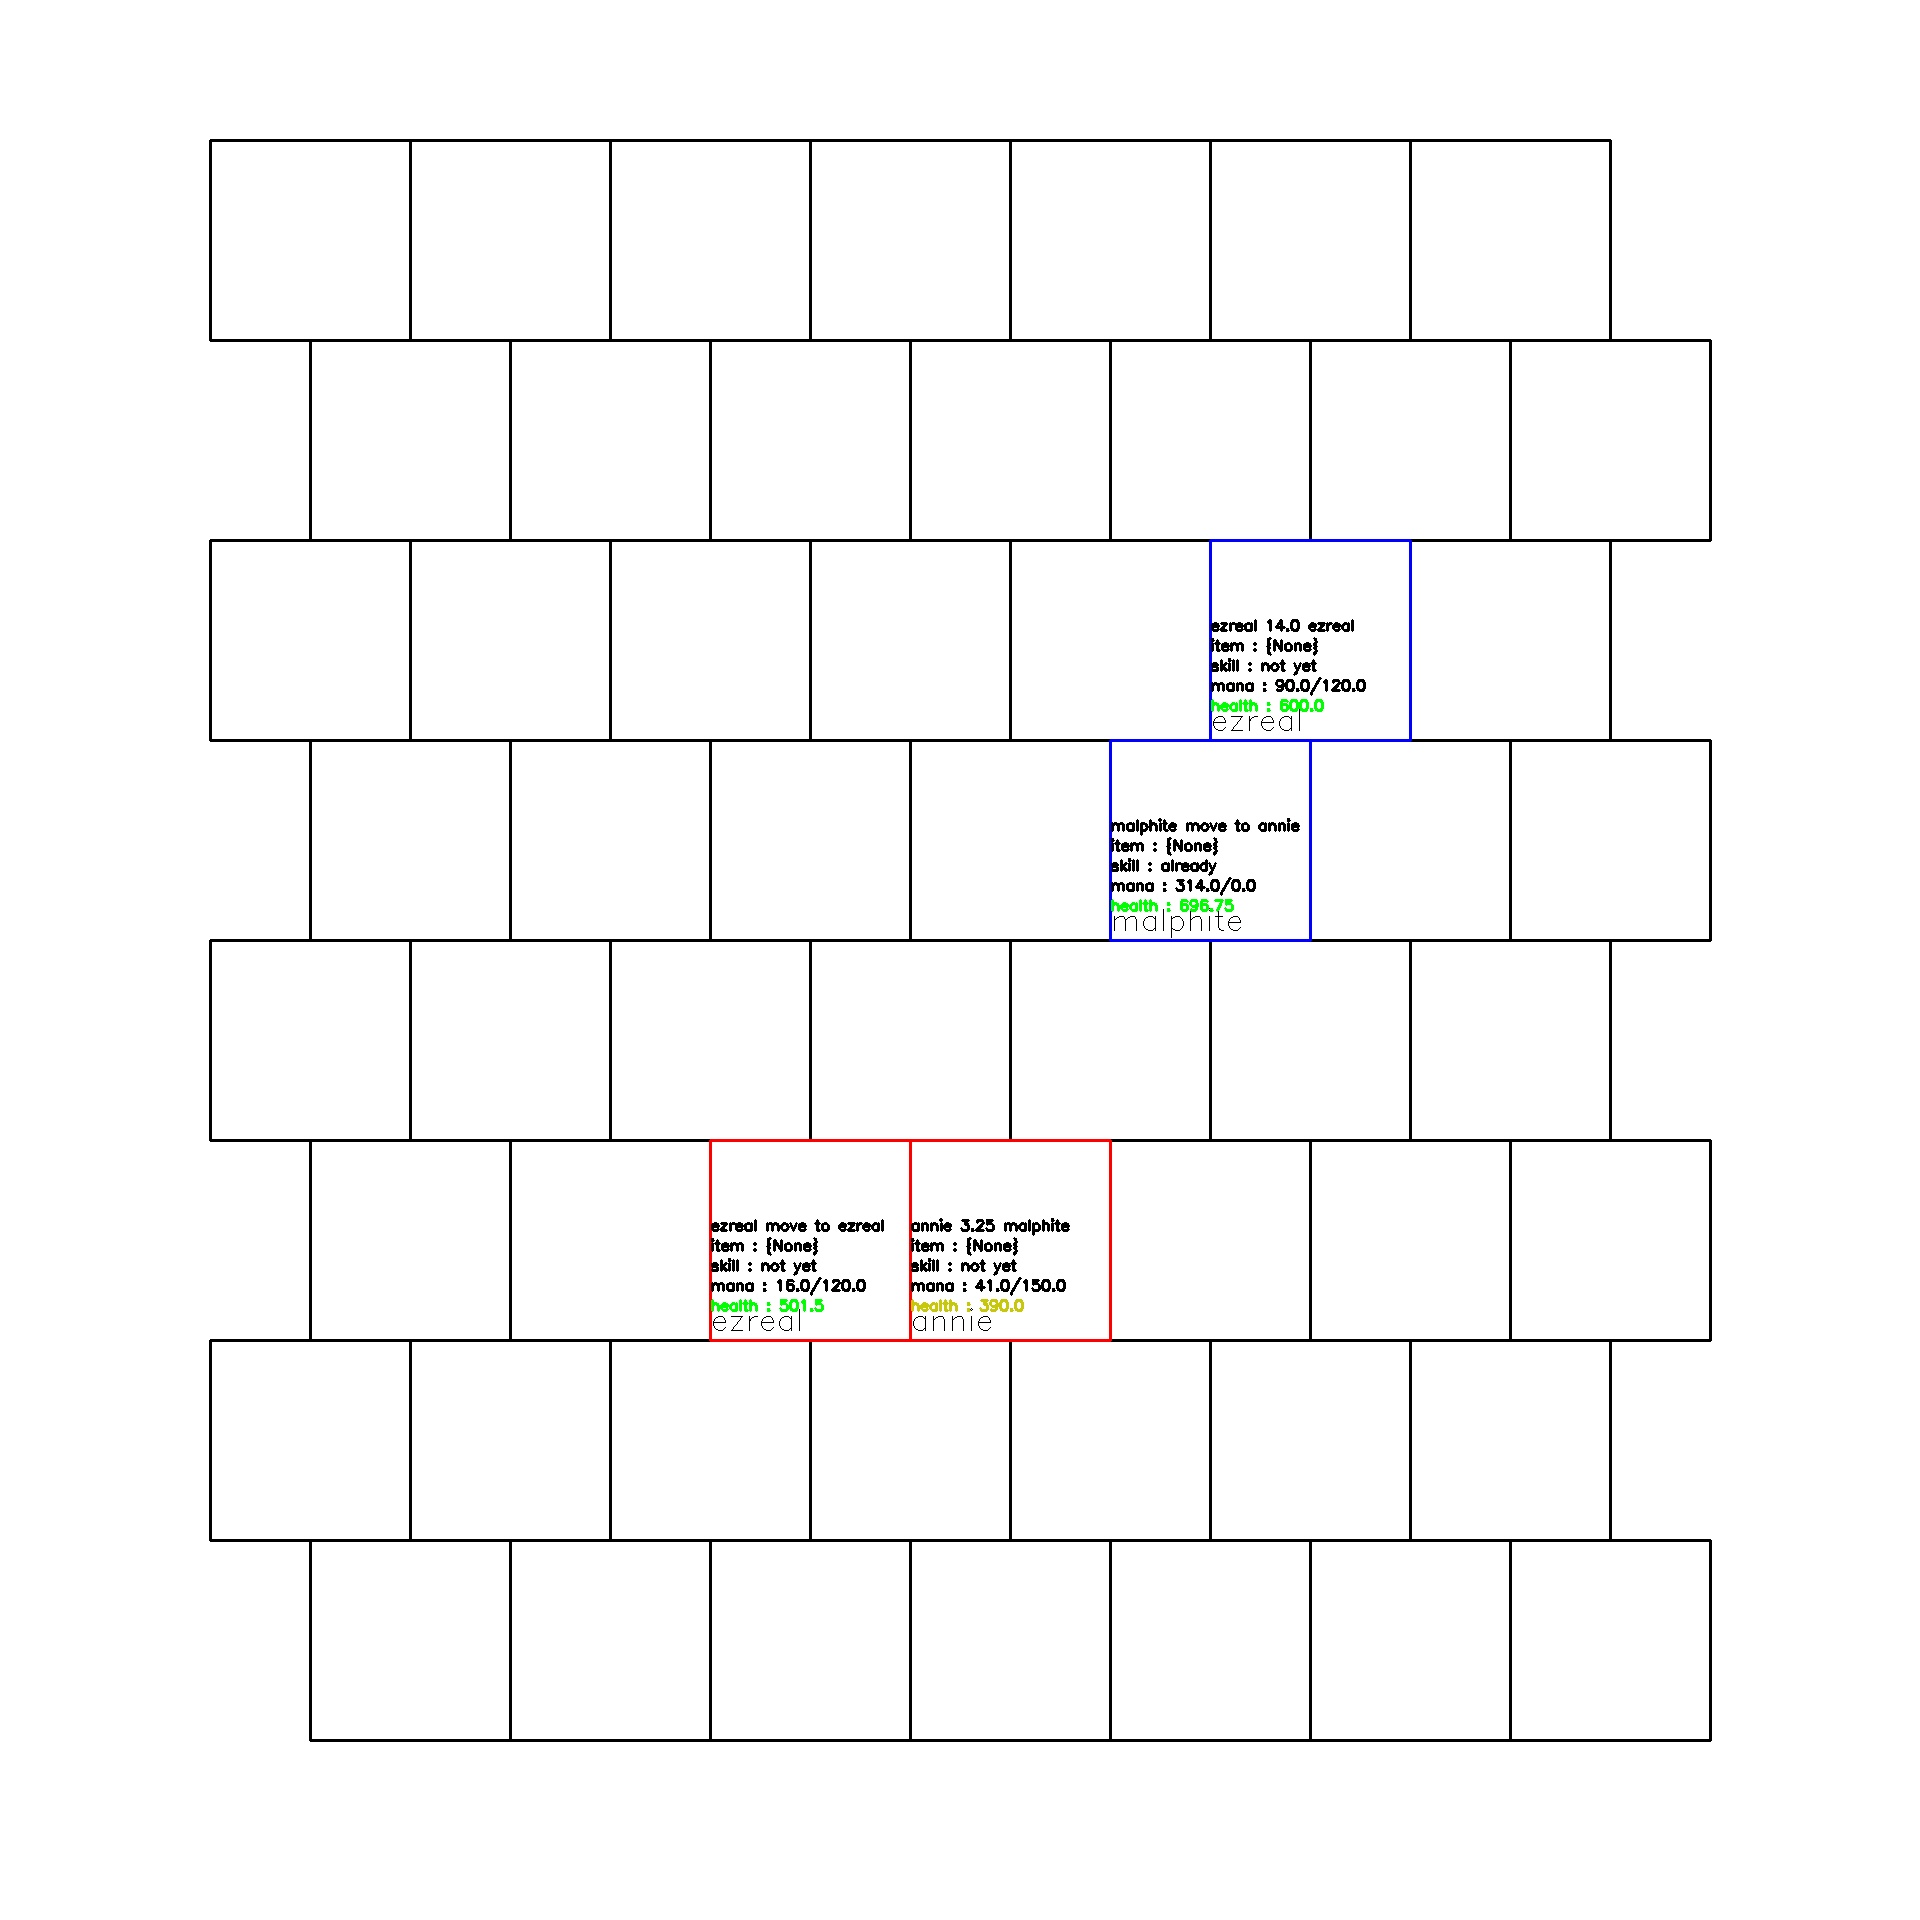 ezreal 14.0 ezreal
item : {None}
skill : not yet
mana : 90.0/120.0
health : 600.0
ezreal
malphite move to annie
item : {None}
skill : already
mana : 314.0/0.0
health : 696.75
malphite
ezreal move to ezreal
item : {None}
skill : not yet
mana : 16.0/120.0
health : 501.5
ezreal
annie 3.25 malphite
item : {None}
skill : not yet
mana : 41.0/150.0
health : 390.0
annie